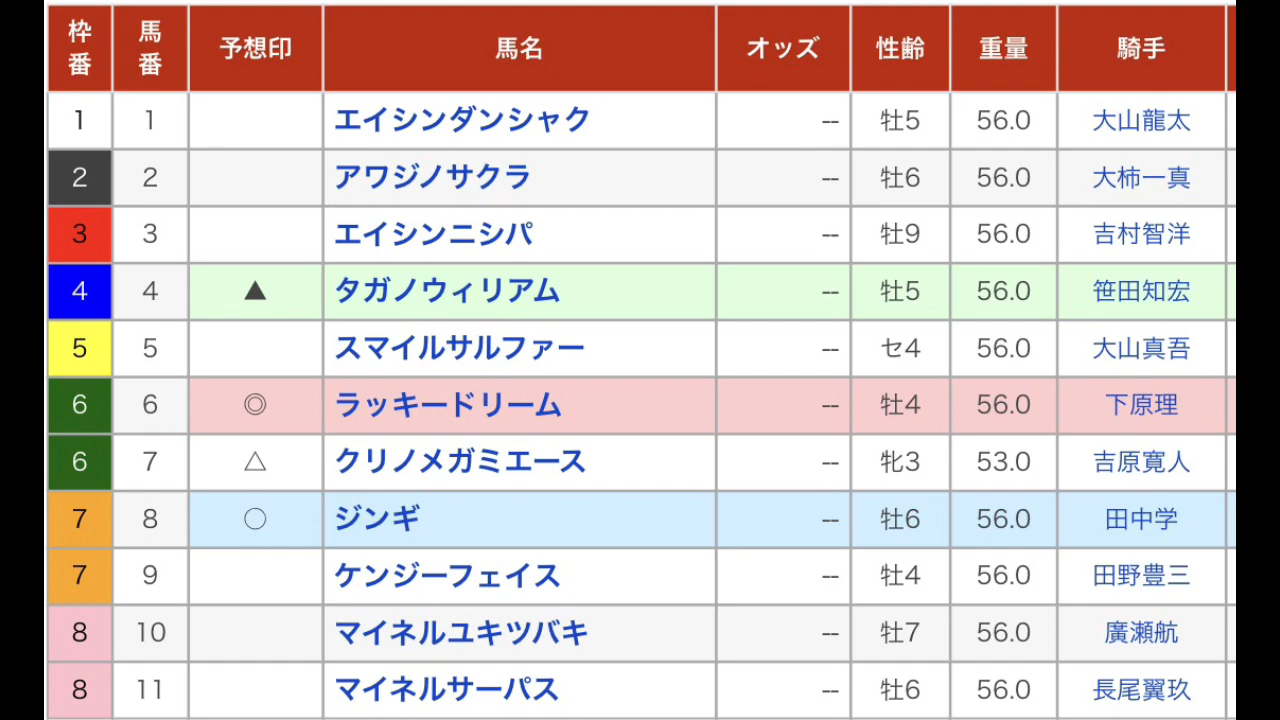 枠番 馬番 予想印 馬名 オッズ 性齢 重量 騎手
1 1 エイシンダンシャク -- 牡5 56.0 大山龍太
2 2 アワジノサクラ -- 牡6 56.0 大柿一真
3 3 エイシンニシパ -- 牡9 56.0 吉村智洋
4 4 ▲ タガノウィリアム -- 牡5 56.0 笹田知宏
5 5 スマイルサルファー -- セ4 56.0 大山真吾
6 6 ◎ ラッキードリーム -- 牡4 56.0 下原理
6 7 △ クリノメガミエース -- 牝3 53.0 吉原寛人
7 8 ○ ジンギ -- 牡6 56.0 田中学
7 9 ケンジーフェイス -- 牡4 56.0 田野豊三
8 10 マイネルユキツバキ -- 牡7 56.0 廣瀬航
8 11 マイネルサーパス -- 牡6 56.0 長尾翼玖